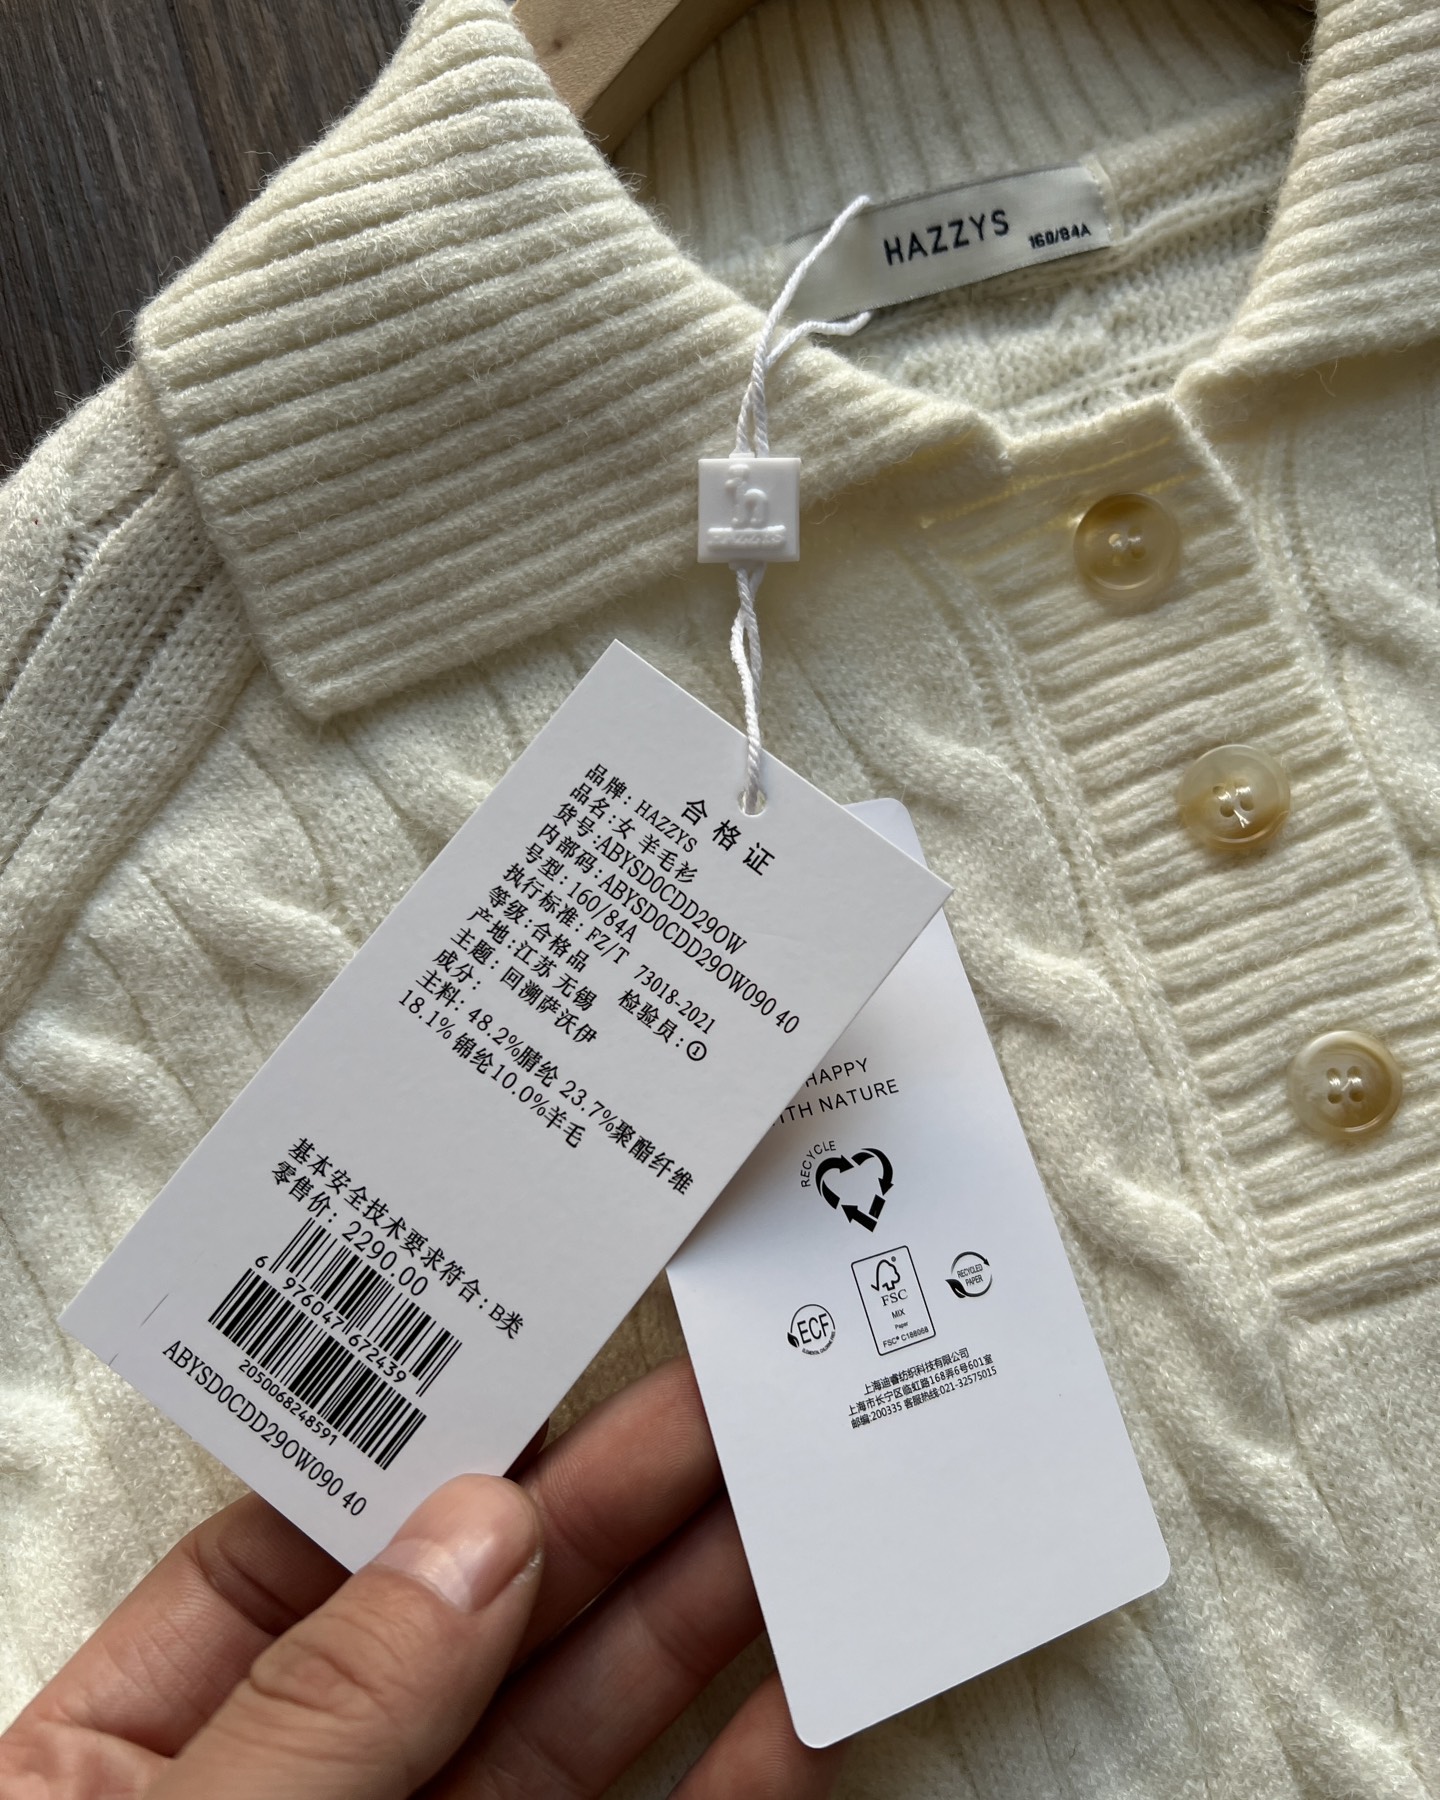 HAZZYS
160/84A
合格证
品牌: HAZZYS
品名:女 羊毛衫
货号:ABYSD0CDD29OW
内部码: ABYSD0CDD29OW090 40
号型: 160/84A
执行标准: FZ/T 73018-2021
等级:合格品 检验员:①
产地:江苏 无锡
主题: 回溯萨沃伊
成分:
主料: 48.2%腈纶 23.7%聚酯纤维
18.1%锦纶10.0%羊毛
基本安全技术要求符合:B类
零售价: 2290.00
6 976047 672439
2050068248591
ABYSD0CDD29OW090 40
HAPPY
NATURE
RECYCLE
FSC
MIX
Paper
FSC® C188068
RECYCLED
PAPER
ECF
上海迪睿纺织科技有限公司
上海市长宁区临虹路168弄6号601室
邮编:200335 客服热线:021-32575015